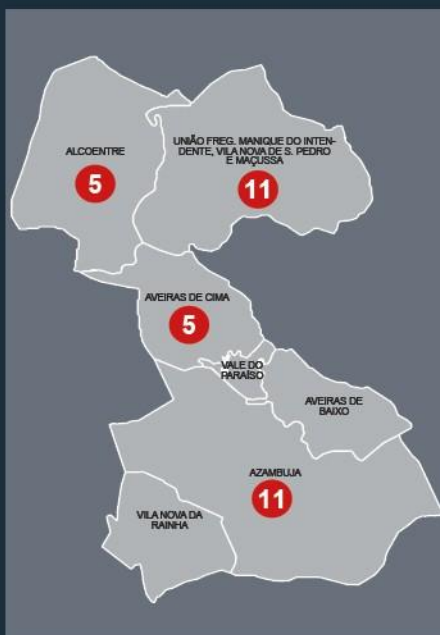 UNIÃO FREG. MANIQUE DO INTEN-
DENTE, VILA NOVA DE S. PEDRO
E MAÇUSSA
ALCOENTRE
5
11
AVEIRAS DE CIMA
5
VALE DO
PARAÍSO
AVEIRAS DE
BAIXO
AZAMBUJA
11
VILA NOVA DA
RAINHA